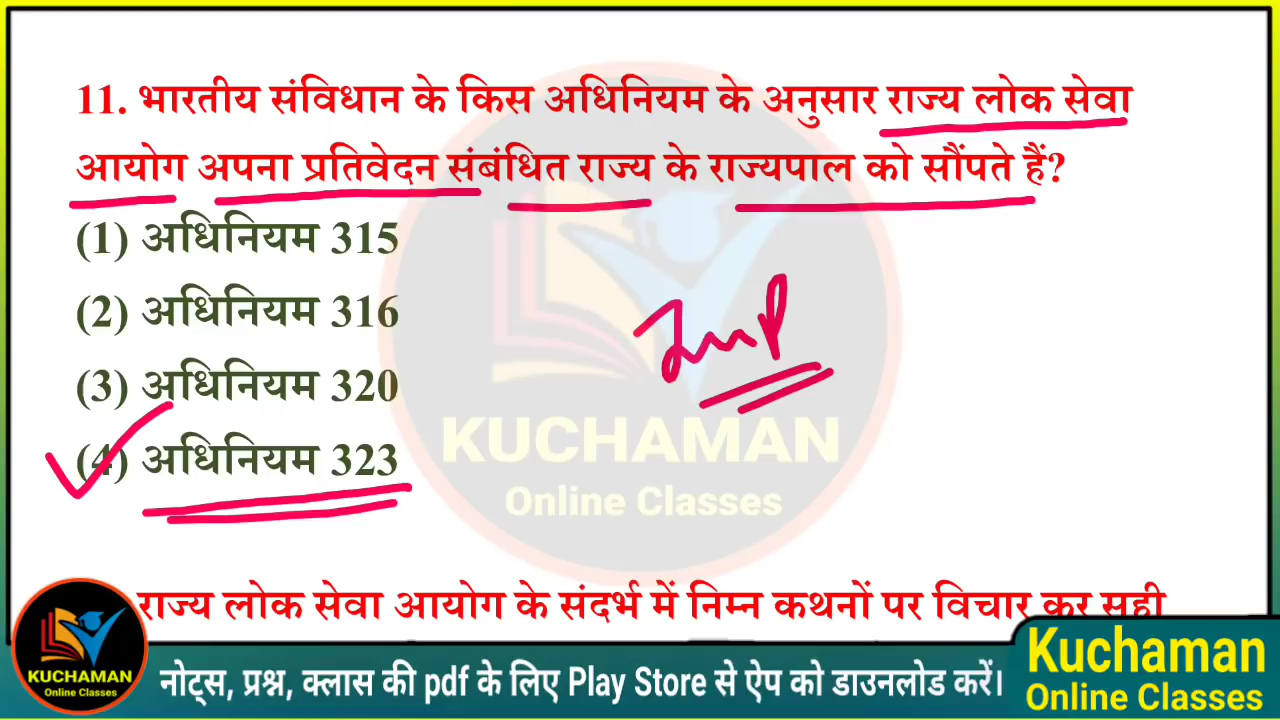 11. भारतीय संविधान के किस अधिनियम के अनुसार राज्य लोक सेवा
आयोग अपना प्रतिवेदन संबंधित राज्य के राज्यपाल को सौंपते हैं?
(1) अधिनियम 315
(2) अधिनियम 316
(3) अधिनियम 320
(4) अधिनियम 323
Imp
KUCHAMAN
Online Classes
राज्य लोक सेवा आयोग के संदर्भ में निम्न कथनों पर विचार कर सही
KUCHAMAN
Online Classes
नोट्स, प्रश्न, क्लास की pdf के लिए Play Store से ऐप को डाउनलोड करें।
Kuchaman
Online Classes